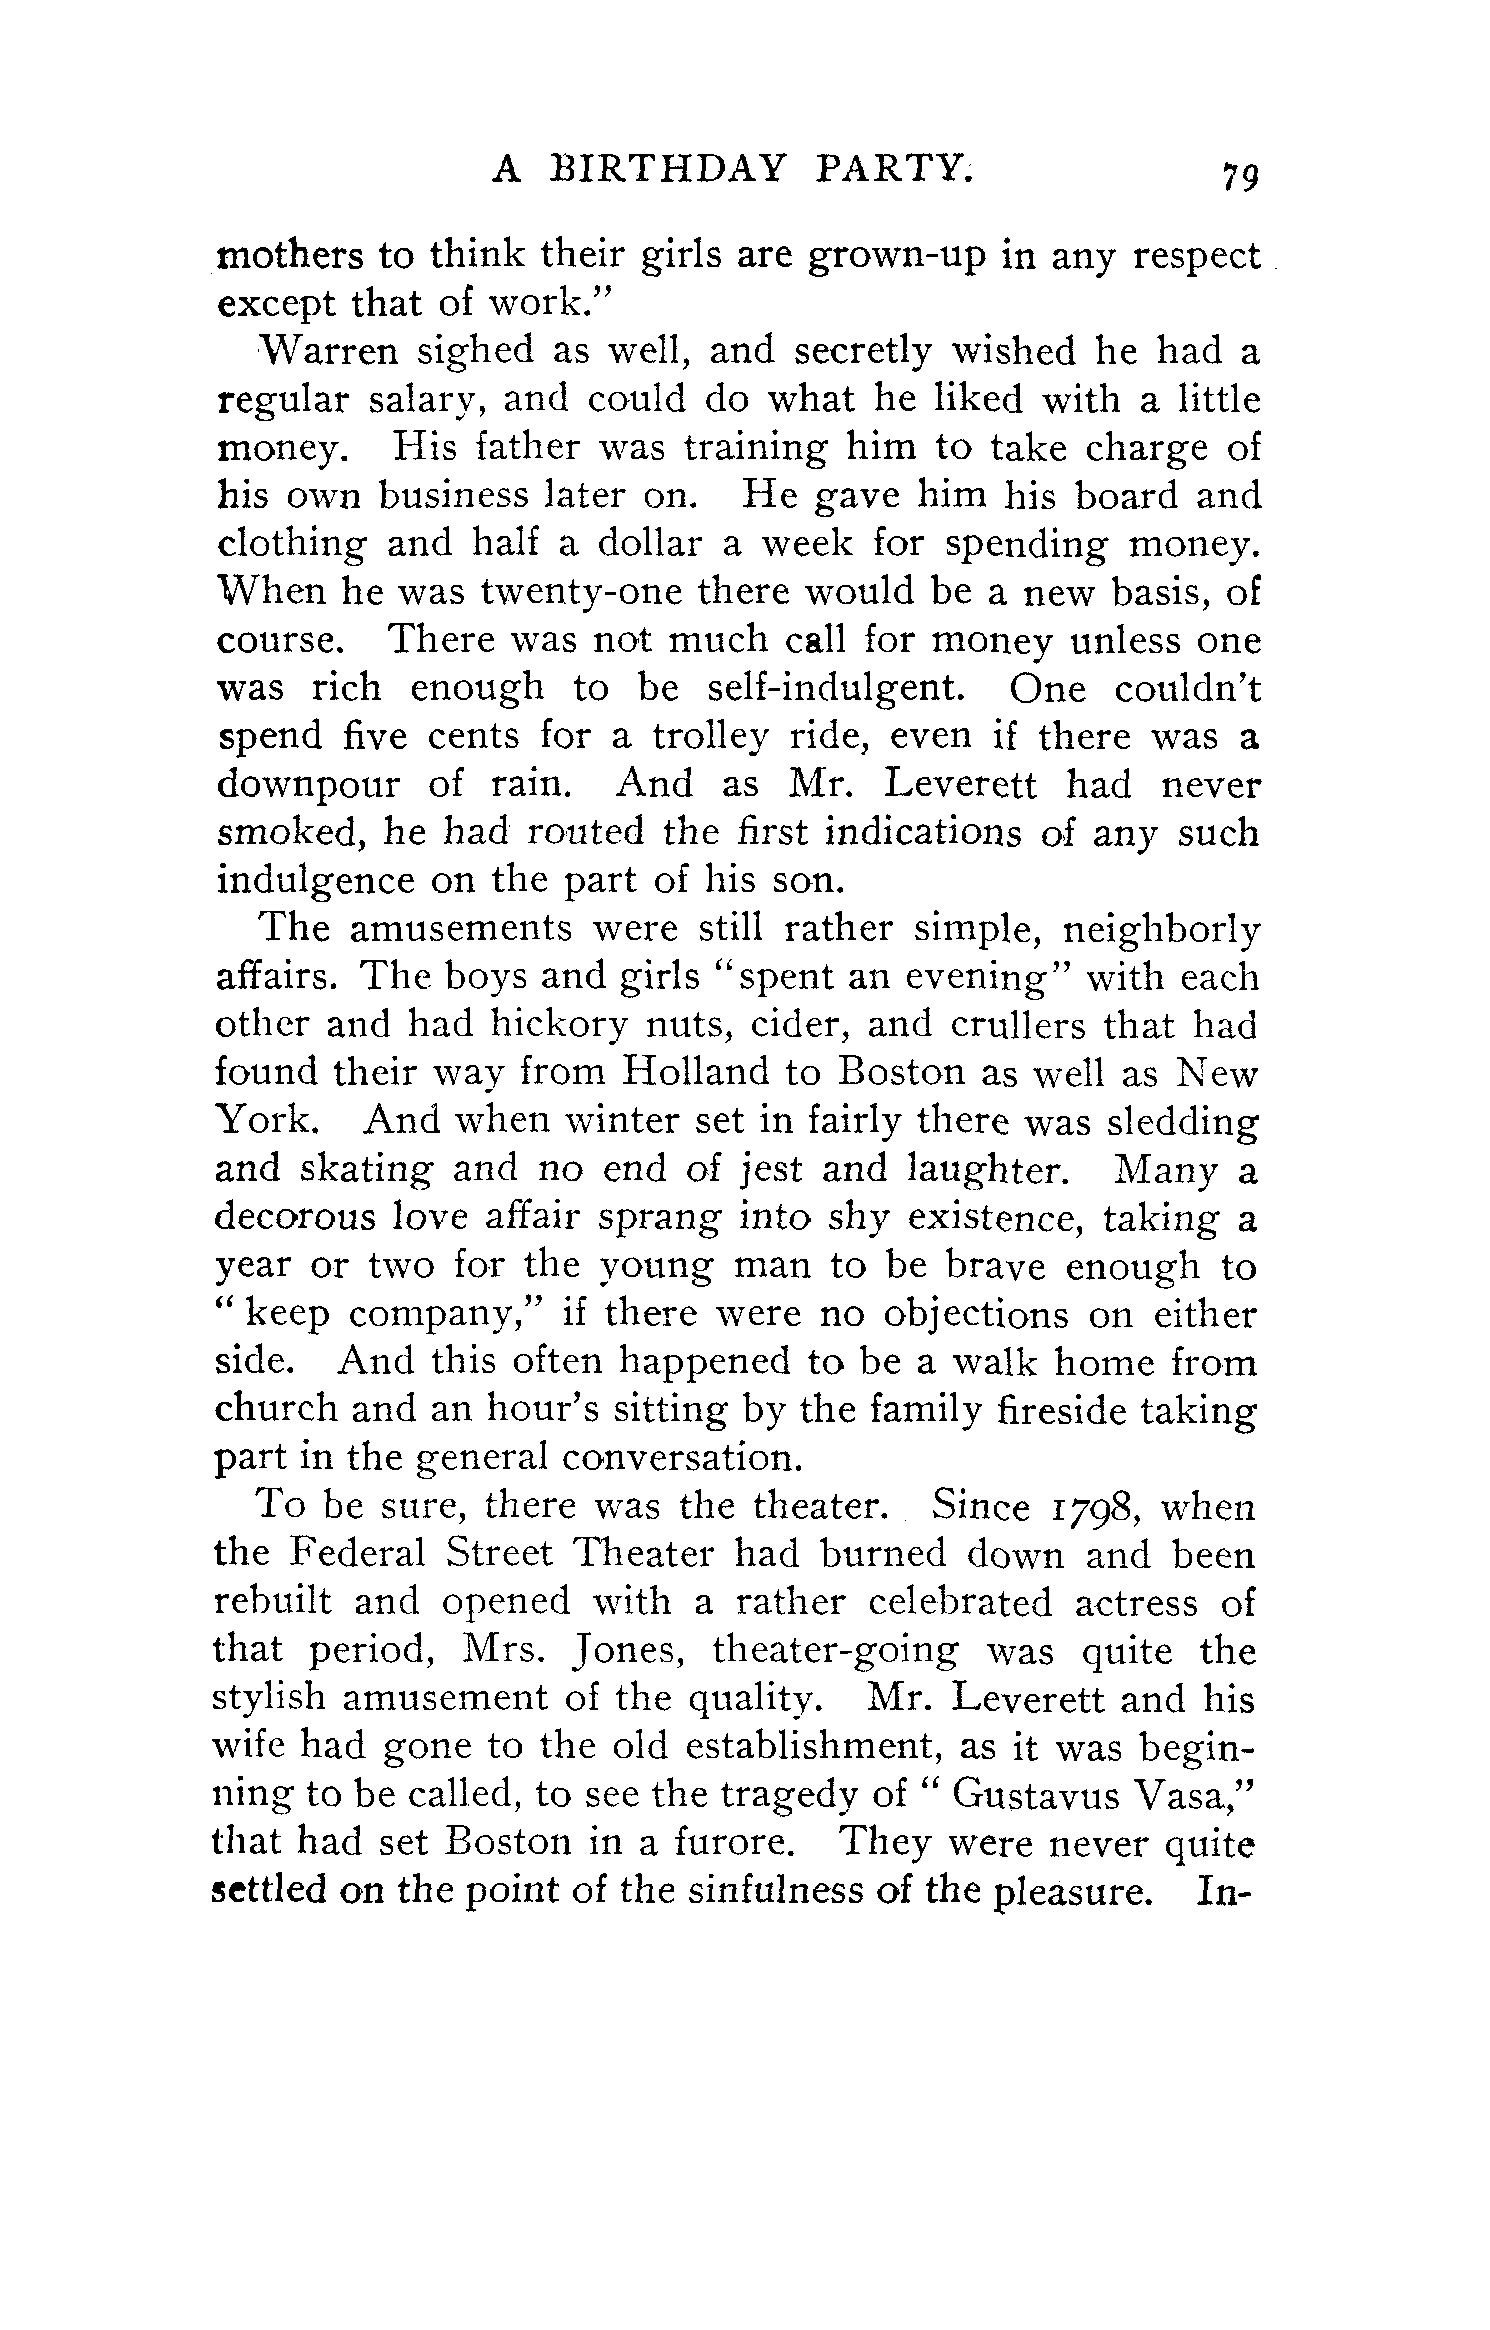 A BIRTHDAY PARTY. 79
mothers to think their girls are grown-up in any respect
except that of work."
Warren sighed as well, and secretly wished he had a
regular salary, and could do what he liked with a little
money. His father was training him to take charge of
his own business later on. He gave him his board and
clothing and half a dollar a week for spending money.
When he was twenty-one there would be a new basis, of
course. There was not much call for money unless one
was rich enough to be self-indulgent. One couldn't
spend five cents for a trolley ride, even if there was a
downpour of rain. And as Mr. Leverett had never
smoked, he had routed the first indications of any such
indulgence on the part of his son.
The amusements were still rather simple, neighborly
affairs. The boys and girls "spent an evening" with each
other and had hickory nuts, cider, and crullers that had
found their way from Holland to Boston as well as New
York. And when winter set in fairly there was sledding
and skating and no end of jest and laughter. Many a
decorous love affair sprang into shy existence, taking a
year or two for the young man to be brave enough to
"keep company," if there were no objections on either
side. And this often happened to be a walk home from
church and an hour's sitting by the family fireside taking
part in the general conversation.
To be sure, there was the theater. Since 1798, when
the Federal Street Theater had burned down and been
rebuilt and opened with a rather celebrated actress of
that period, Mrs. Jones, theater-going was quite the
stylish amusement of the quality. Mr. Leverett and his
wife had gone to the old establishment, as it was begin-
ning to be called, to see the tragedy of "Gustavus Vasa,"
that had set Boston in a furore. They were never quite
settled on the point of the sinfulness of the pleasure. In-